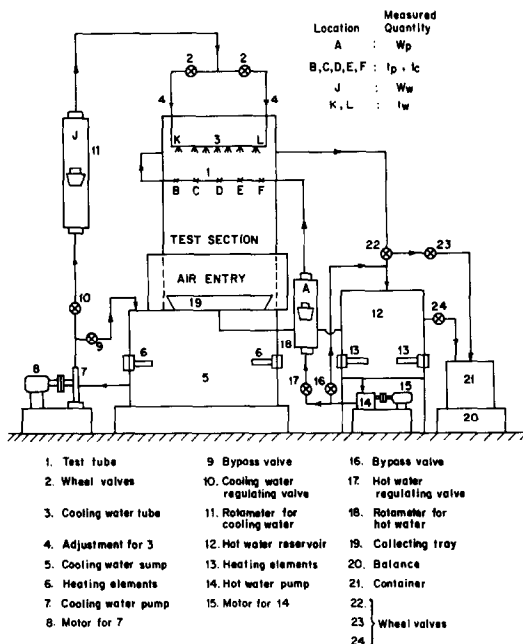 Location Measured Quantity
A : Wp
B,C,D,E,F : tp , tc
J : Ww
K, L : tw
2 2
4 4
J
11
K 3 L
1
B C D E F
TEST SECTION
AIR ENTRY
19
A
18
22 23
24
12
10
9
6 6
5
8 7
13 13
17 16
14 15
21
20
1. Test tube
2. Wheel valves
3. Cooling water tube
4. Adjustment for 3
5. Cooling water sump
6. Heating elements
7. Cooling water pump
8. Motor for 7
9 Bypass valve
10. Cooling water
regulating valve
11. Rotameter for
cooling water
12. Hot water reservoir
13. Heating elements
14. Hot water pump
15. Motor for 14
16. Bypass valve
17. Hot water
regulating valve
18. Rotameter for
hot water
19. Collecting tray
20. Balance
21. Container
22.
23 Wheel valves
24